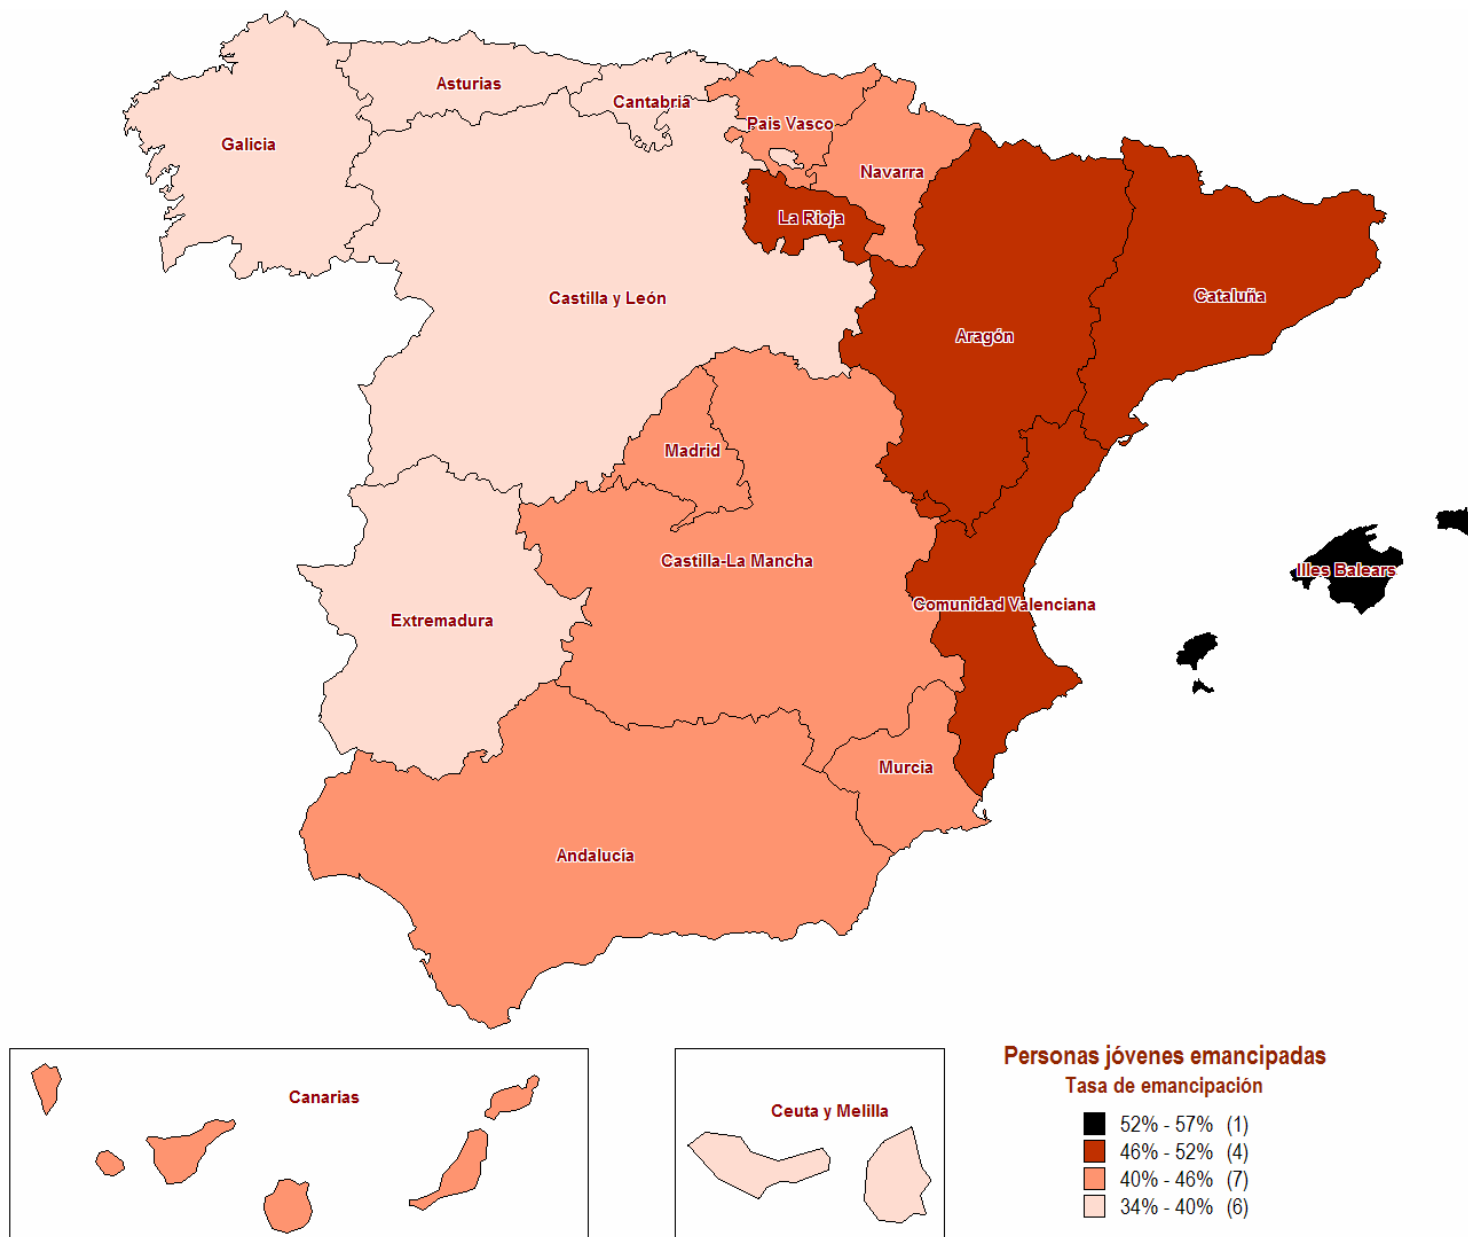 Asturias
Cantabria
Pais Vasco
Galicia
Navarra
La Rioja
Castilla y León
Cataluña
Aragón
Madrid
Castilla-La Mancha
Illes Balears
Comunidad Valenciana
Extremadura
Murcia
Andalucía
Canarias
Ceuta y Melilla
Personas jóvenes emancipadas
Tasa de emancipación
52% - 57% (1)
46% - 52% (4)
40% - 46% (7)
34% - 40% (6)